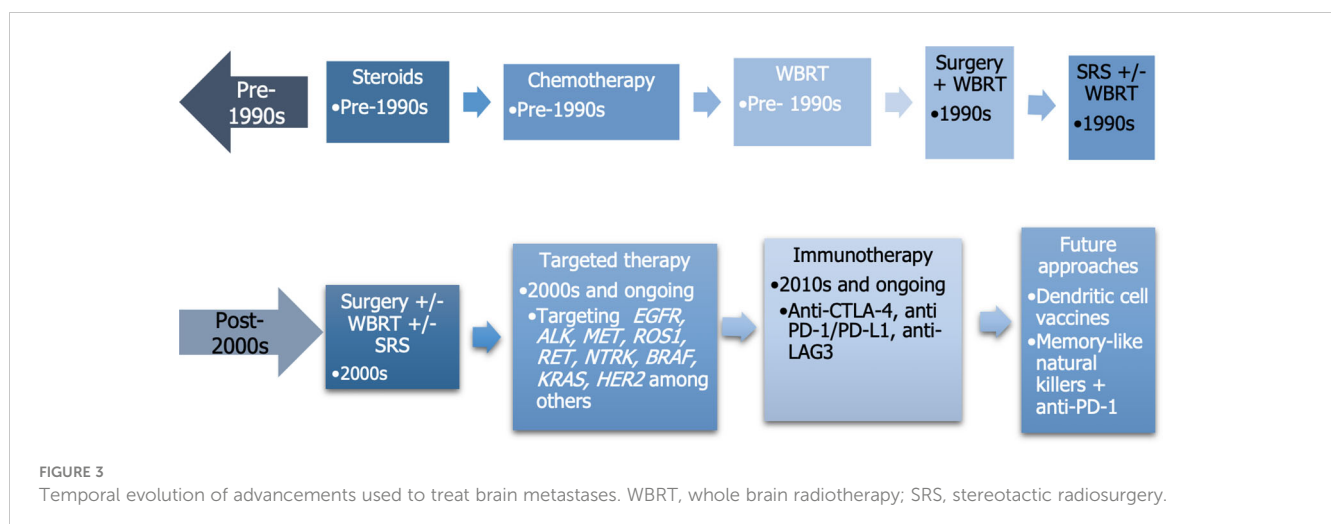 Pre-
1990s
Steroids
•Pre-1990s
Chemotherapy
•Pre-1990s
WBRT
•Pre- 1990s
Surgery
+ WBRT
•1990s
SRS +/-
WBRT
•1990s
Post-
2000s
Surgery +/-
WBRT +/-
SRS
•2000s
Targeted therapy
•2000s and ongoing
•Targeting EGFR,
ALK, MET, ROS1,
RET, NTRK, BRAF,
KRAS, HER2 among
others
Immunotherapy
•2010s and ongoing
•Anti-CTLA-4, anti
PD-1/PD-L1, anti-
LAG3
Future
approaches
•Dendritic cell
vaccines
•Memory-like
natural
killers +
anti-PD-1
FIGURE 3
Temporal evolution of advancements used to treat brain metastases. WBRT, whole brain radiotherapy; SRS, stereotactic radiosurgery.